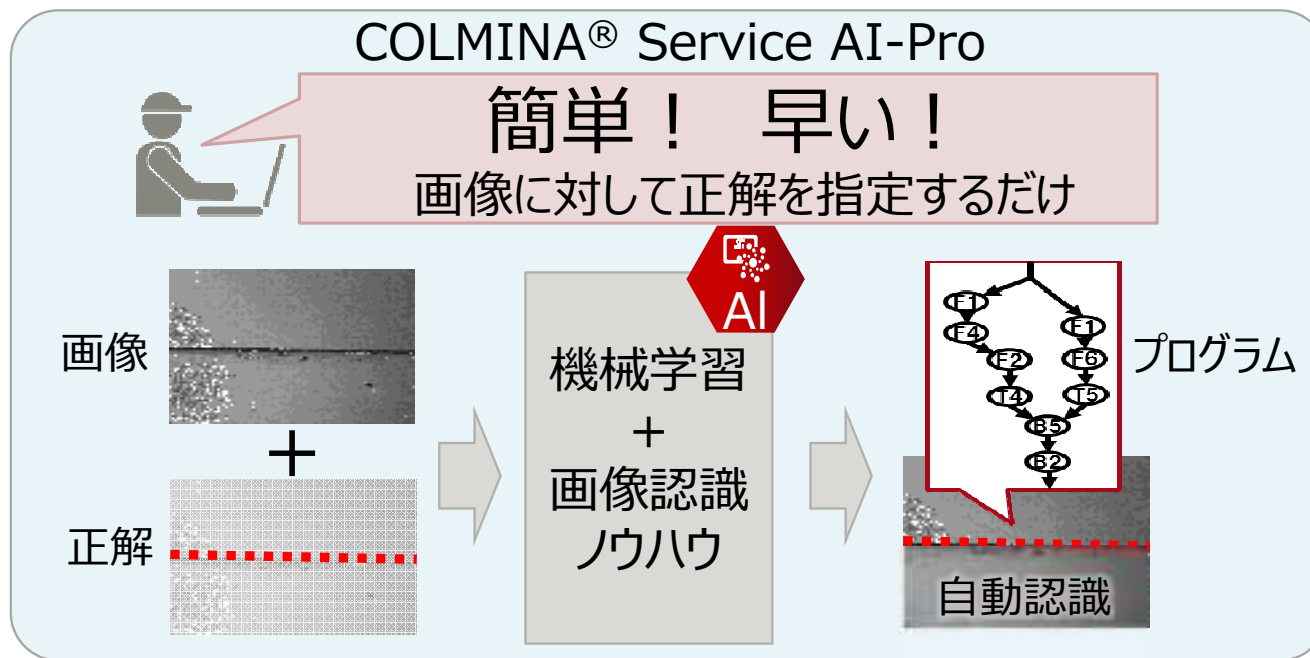 COLMINA® Service AI-Pro
簡単！ 早い！
画像に対して正解を指定するだけ
画像
+
正解
AI
機械学習
+
画像認識
ノウハウ
F1
F4
F2
T4
F1
F6
T5
B5
B2
プログラム
自動認識